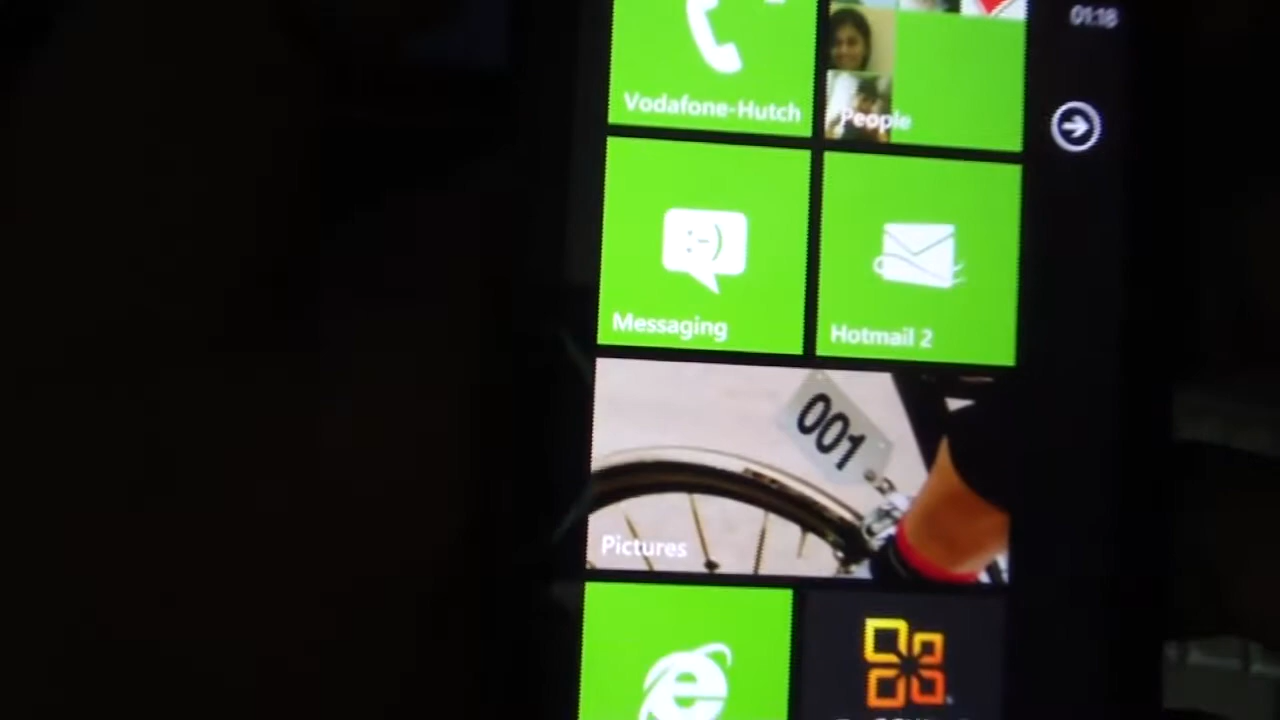 01:18
Vodafone-Hutch
People
:-)
Messaging
Hotmail 2
001
Pictures